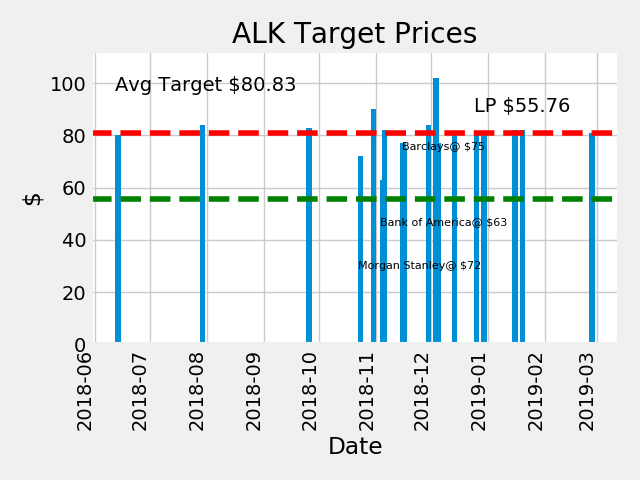 ALK Target Prices
Avg Target $80.83
LP $55.76
Barclays@ $75
Bank of America@ $63
Morgan Stanley@ $72
$
100
80
60
40
20
0
2018-06
2018-07
2018-08
2018-09
2018-10
2018-11
2018-12
2019-01
2019-02
2019-03
Date